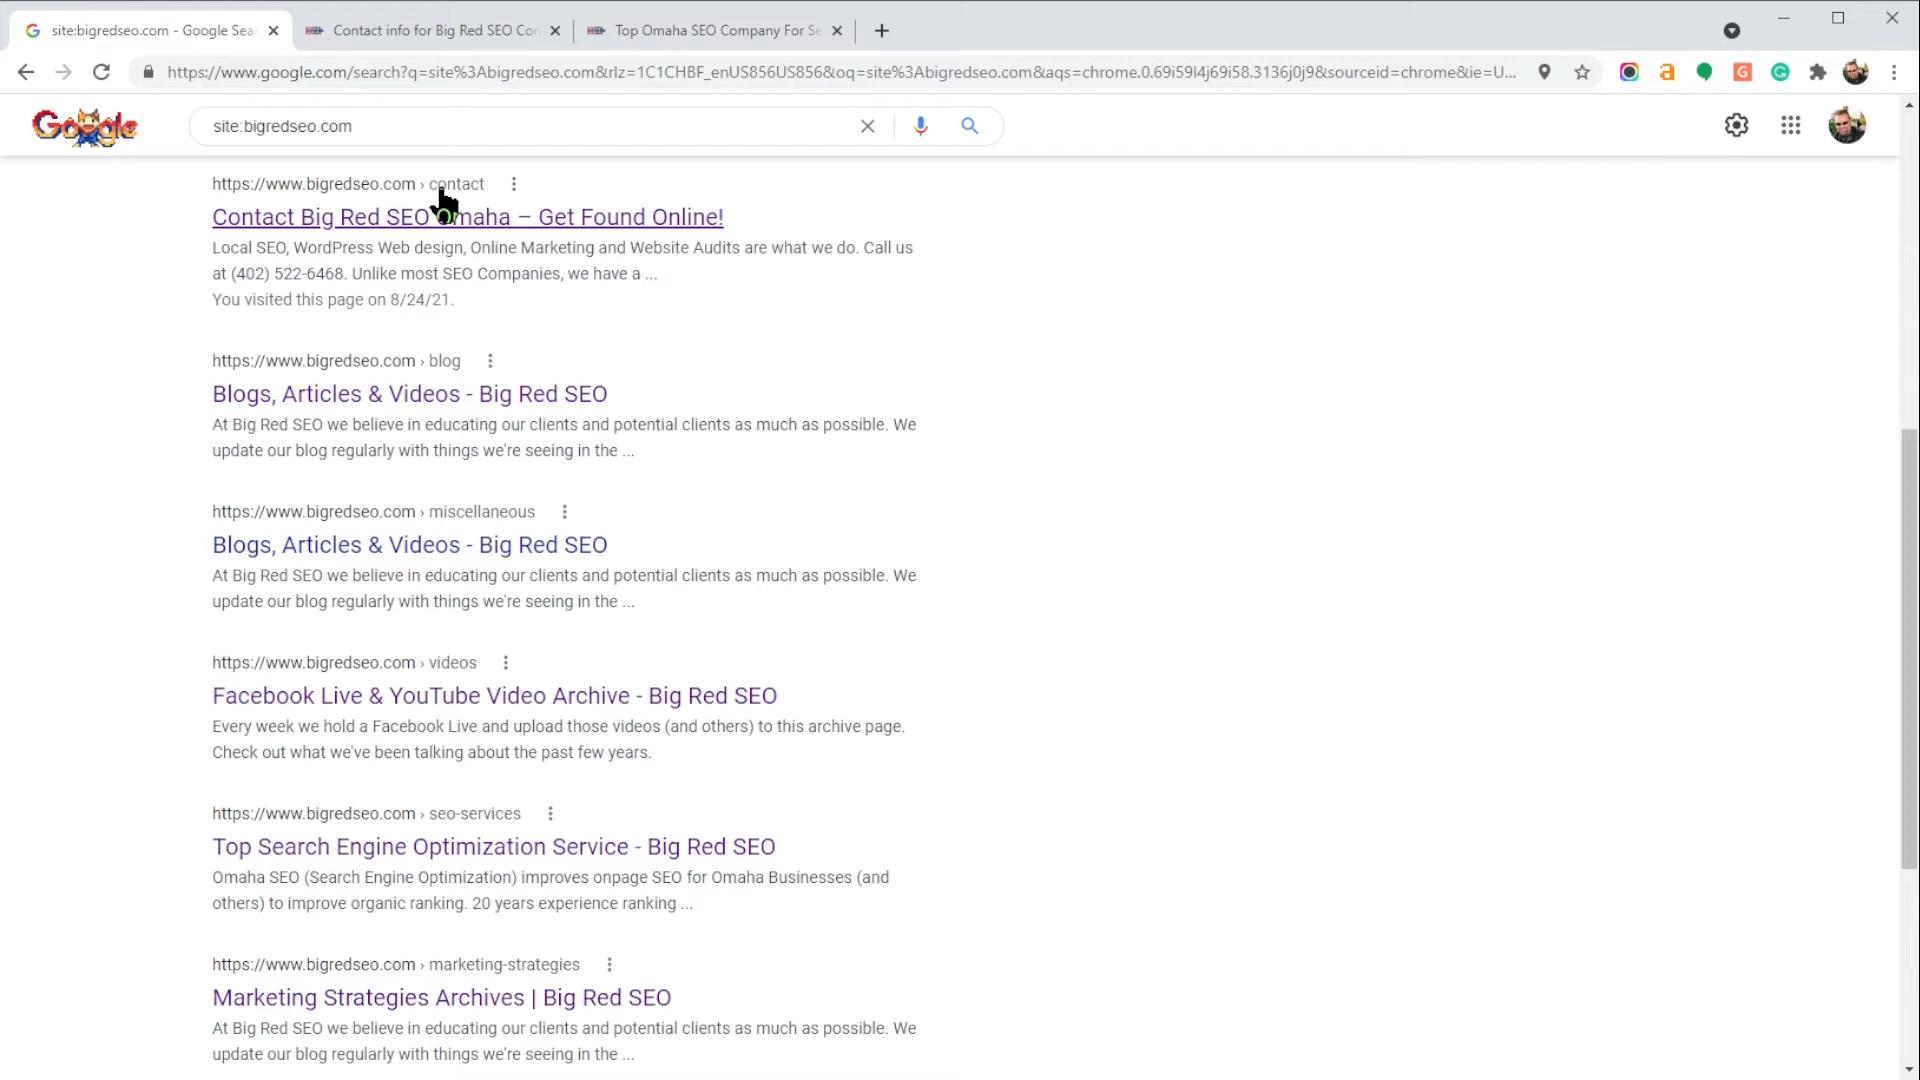 site:bigredseo.com - Google Sea
Contact info for Big Red SEO Con
Top Omaha SEO Company For Se
https://www.google.com/search?q=site%3Abigredseo.com&rlz=1C1CHBF_enUS856US856&oq=site%3Abigredseo.com&aqs=chrome.0.69i59l4j69i58.3136j0j9&sourceid=chrome&ie=U...
Google
site:bigredseo.com
https://www.bigredseo.com › contact
Contact Big Red SEO Omaha – Get Found Online!
Local SEO, WordPress Web design, Online Marketing and Website Audits are what we do. Call us
at (402) 522-6468. Unlike most SEO Companies, we have a ...
You visited this page on 8/24/21.
https://www.bigredseo.com › blog
Blogs, Articles & Videos - Big Red SEO
At Big Red SEO we believe in educating our clients and potential clients as much as possible. We
update our blog regularly with things we're seeing in the ...
https://www.bigredseo.com › miscellaneous
Blogs, Articles & Videos - Big Red SEO
At Big Red SEO we believe in educating our clients and potential clients as much as possible. We
update our blog regularly with things we're seeing in the ...
https://www.bigredseo.com › videos
Facebook Live & YouTube Video Archive - Big Red SEO
Every week we hold a Facebook Live and upload those videos (and others) to this archive page.
Check out what we've been talking about the past few years.
https://www.bigredseo.com › seo-services
Top Search Engine Optimization Service - Big Red SEO
Omaha SEO (Search Engine Optimization) improves onpage SEO for Omaha Businesses (and
others) to improve organic ranking. 20 years experience ranking ...
https://www.bigredseo.com › marketing-strategies
Marketing Strategies Archives | Big Red SEO
At Big Red SEO we believe in educating our clients and potential clients as much as possible. We
update our blog regularly with things we're seeing in the ...